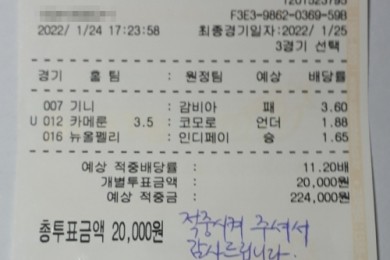 F3E3-9862-0369-598
2022/ 1/24 17:23:58 최종경기일자:2022/ 1/25
3경기 선택
경기 홈팀 : 원정팀 예상 배당률
007 기니 : 감비아 패 3.60
U 012 카메룬 3.5 : 코모로 언더 1.88
016 뉴올펠리 : 인디페이 승 1.65
예상 적중배당률 : 11.20배
개별투표금액 : 20,000원
예상 적중금 : 224,000원
총투표금액 20,000원
적중시켜 주셔서
감사드립니다.